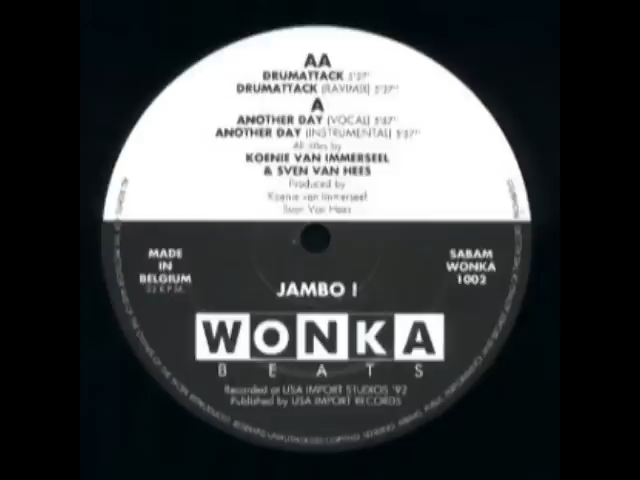 AA
DRUMATTACK 5'27"
DRUMATTACK (RAVIMIX) 5'27"
A
ANOTHER DAY (VOCAL) 5'37"
ANOTHER DAY (INSTRUMENTAL) 5'37"
All titles by
KOENIE VAN IMMERSEEL
& SVEN VAN HEES
Produced by
Koenie van Immerseel
Sven Van Hees
MADE
IN
BELGIUM
33 R.P.M.
SABAM
WONKA
1002
JAMBO !
WONKA
BEATS
Recorded at USA IMPORT STUDIOS '92
Published by USA IMPORT RECORDS